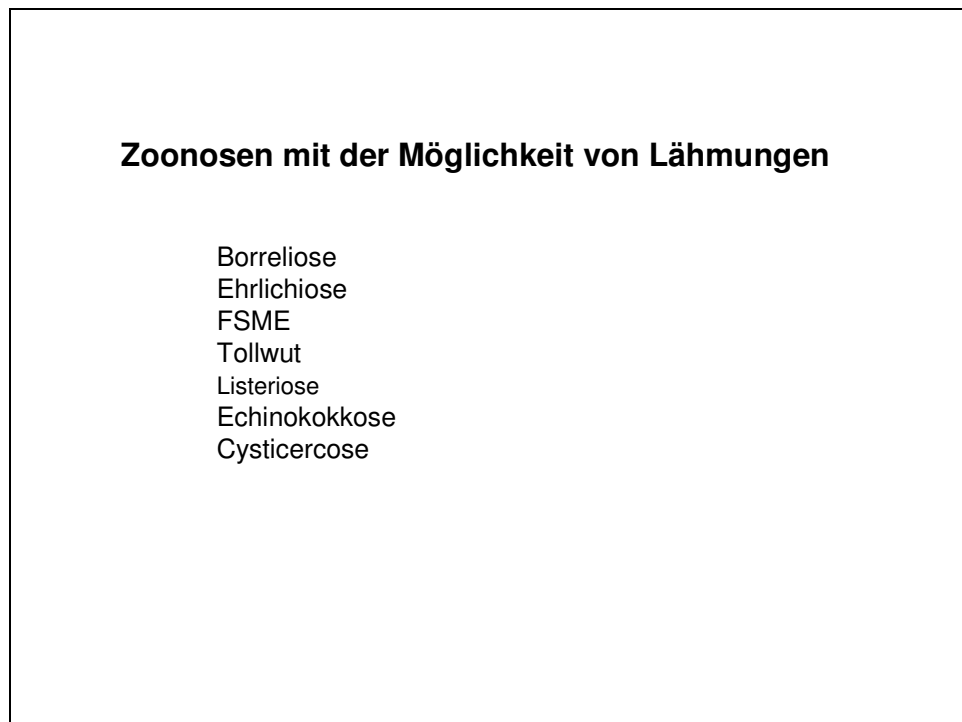 Zoonosen mit der Möglichkeit von Lähmungen
Borreliose
Ehrlichiose
FSME
Tollwut
Listeriose
Echinokokkose
Cysticercose